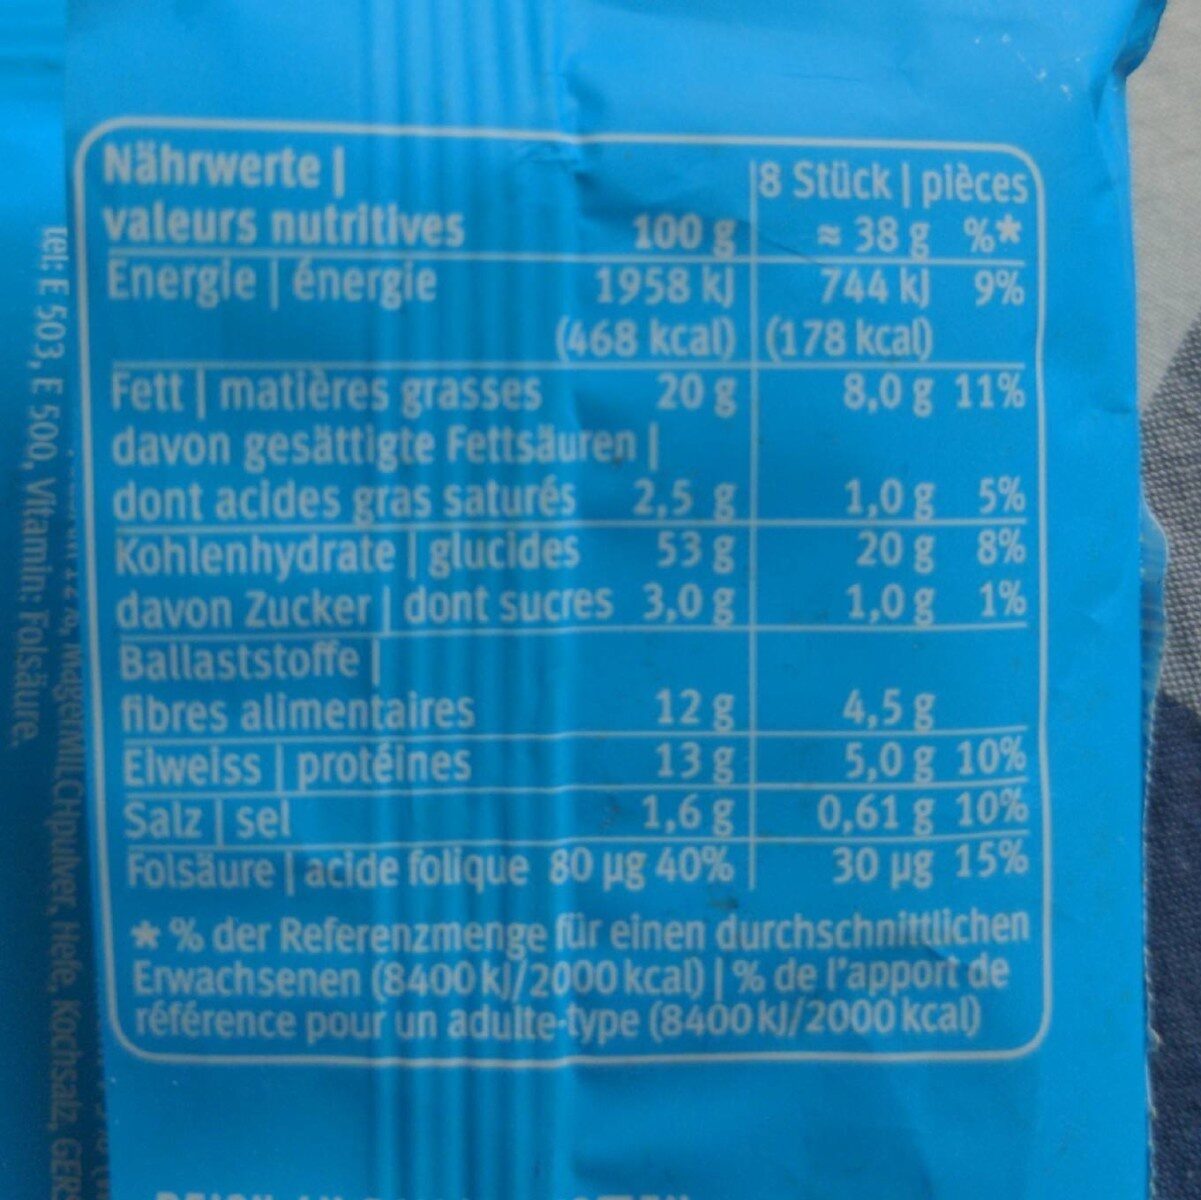 Nährwerte |
valeurs nutritives 100 g 8 Stück | pièces ≈ 38 g %*
Energie | énergie 1958 kJ 744 kJ 9%
(468 kcal) (178 kcal)
Fett | matières grasses 20 g 8,0 g 11%
davon gesättigte Fettsäuren |
dont acides gras saturés 2,5 g 1,0 g 5%
Kohlenhydrate | glucides 53 g 20 g 8%
davon Zucker | dont sucres 3,0 g 1,0 g 1%
Ballaststoffe |
fibres alimentaires 12 g 4,5 g
Eiweiss | protéines 13 g 5,0 g 10%
Salz | sel 1,6 g 0,61 g 10%
Folsäure | acide folique 80 µg 40% 30 µg 15%
* % der Referenzmenge für einen durchschnittlichen
Erwachsenen (8400 kJ/2000 kcal) | % de l'apport de
référence pour un adulte-type (8400 kJ/2000 kcal)
MagerMILCHpulver, Hefe, Kochsalz,
tel: E 503, E 500, Vitamin: Folsäure.